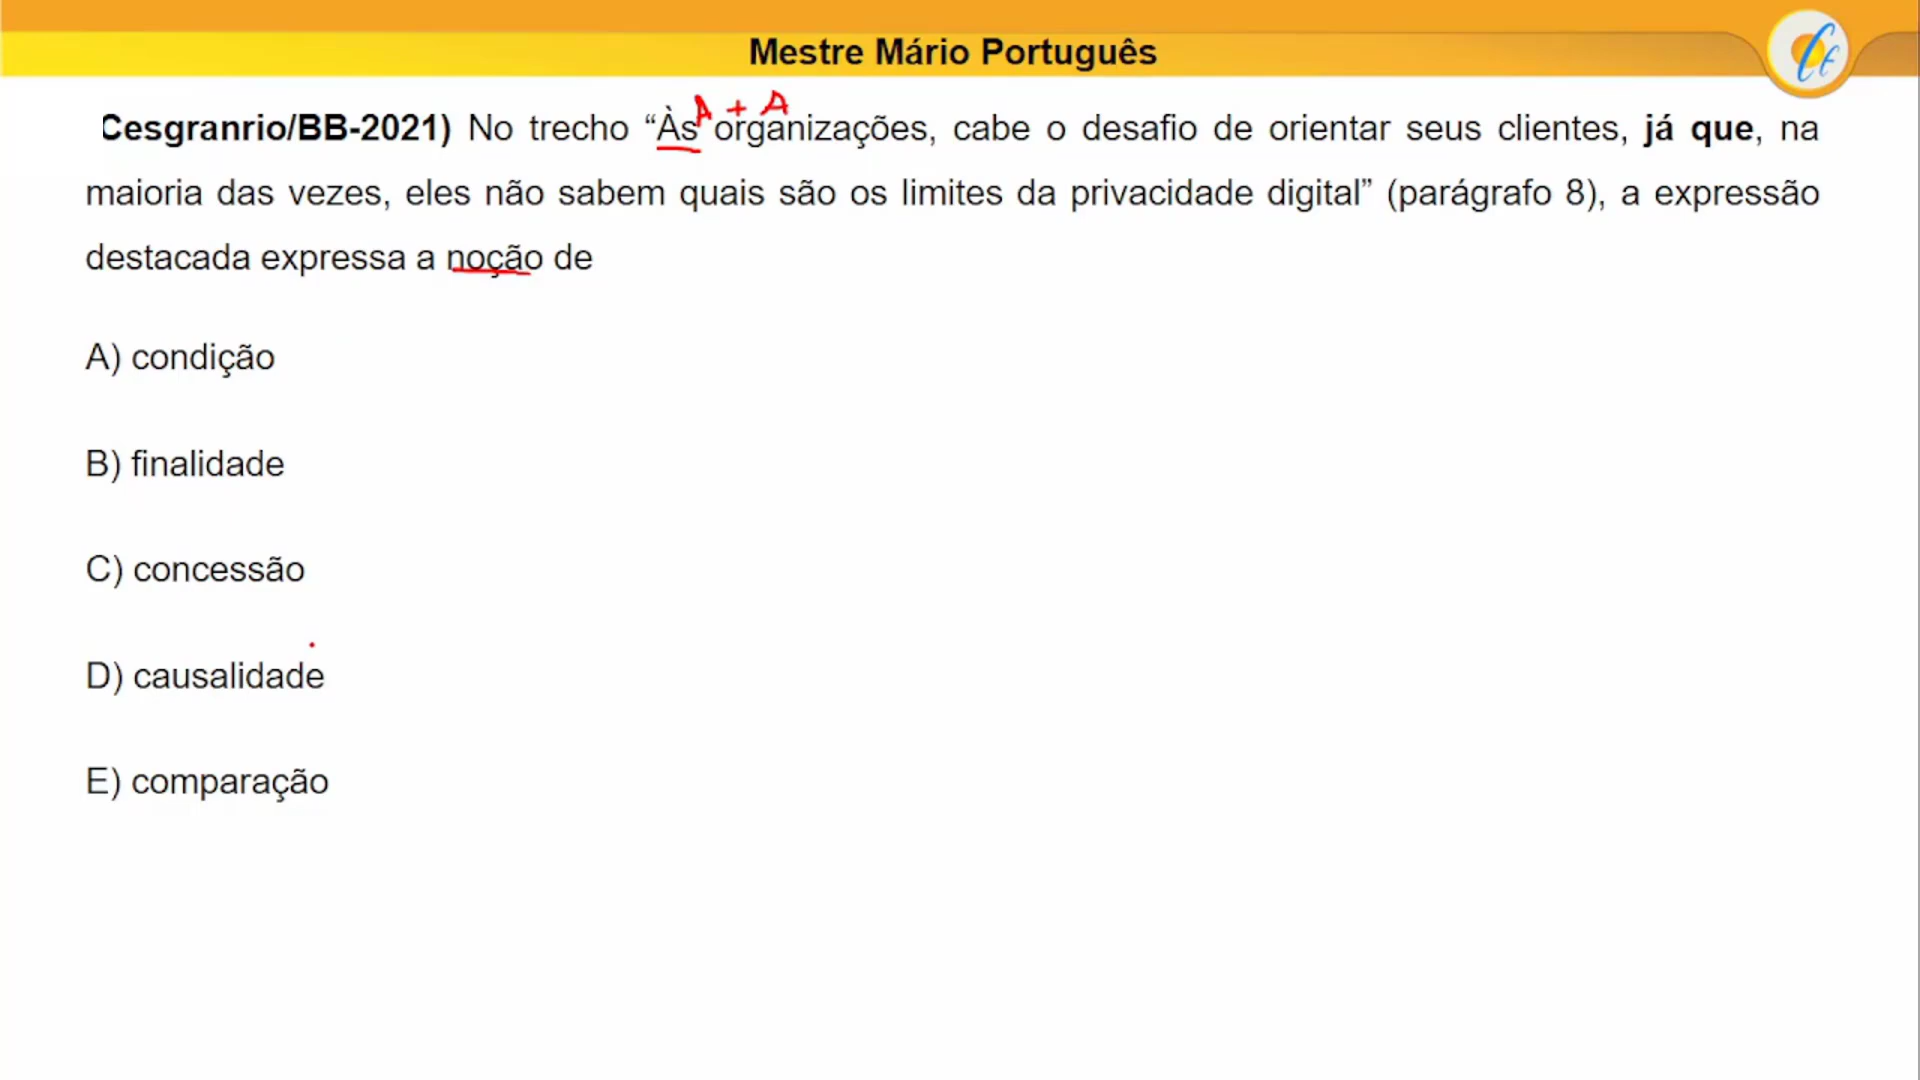 Mestre Mário Português
A + A
Cesgranrio/BB-2021) No trecho “Às organizações, cabe o desafio de orientar seus clientes, já que, na
maioria das vezes, eles não sabem quais são os limites da privacidade digital” (parágrafo 8), a expressão
destacada expressa a noção de
A) condição
B) finalidade
C) concessão
D) causalidade
E) comparação